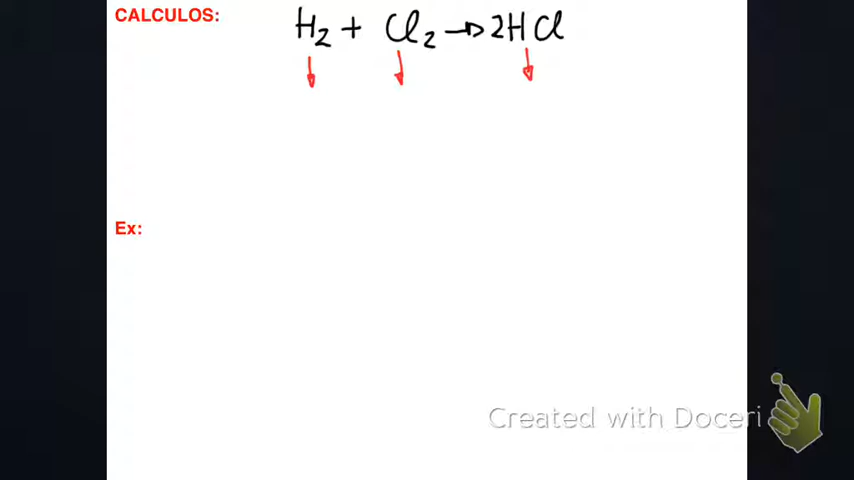 CALCULOS:
H₂ + Cl₂ → 2HCl
Ex:
Created with Doceri